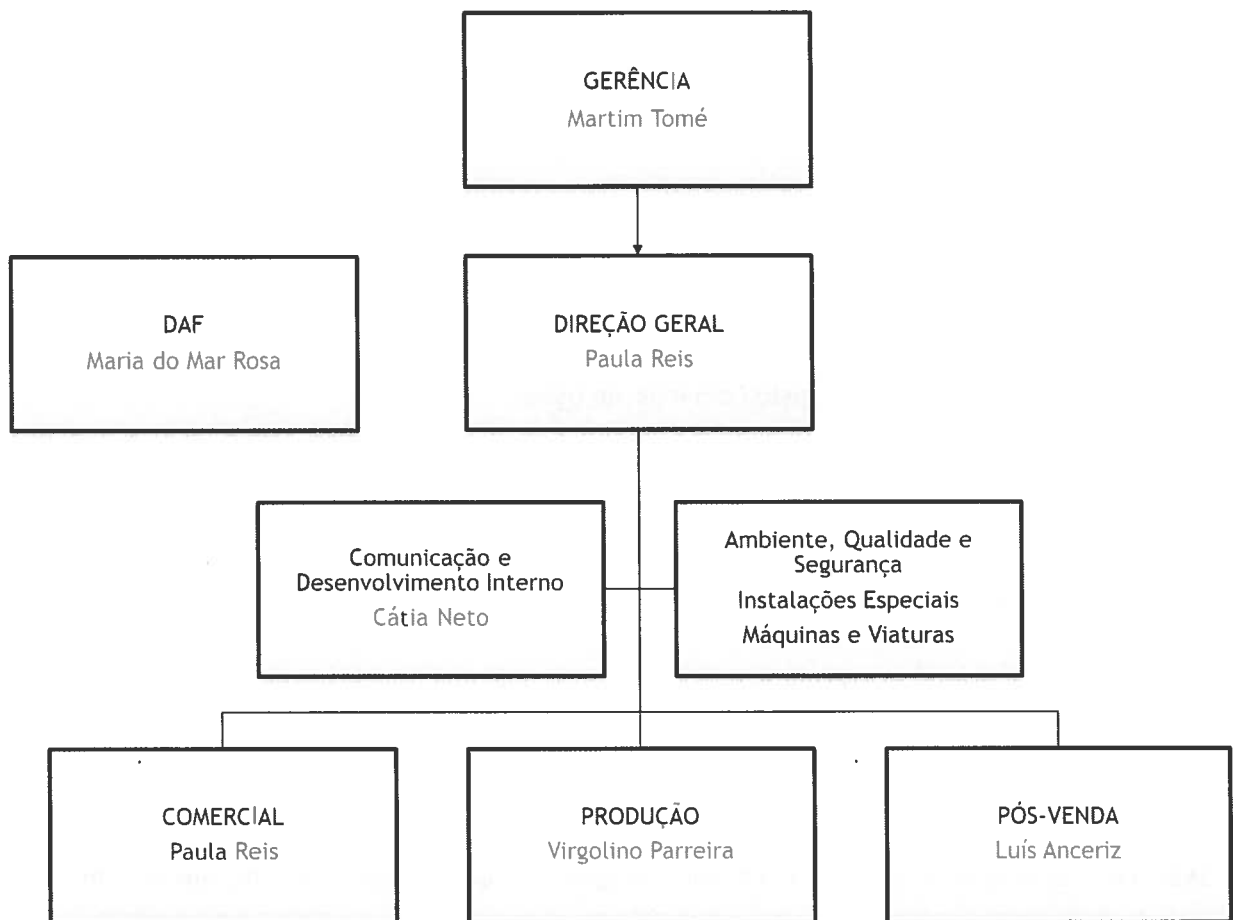 GERÊNCIA
Martim Tomé
DAF
Maria do Mar Rosa
DIREÇÃO GERAL
Paula Reis
Comunicação e
Desenvolvimento Interno
Cátia Neto
Ambiente, Qualidade e
Segurança
Instalações Especiais
Máquinas e Viaturas
COMERCIAL
Paula Reis
PRODUÇÃO
Virgolino Parreira
PÓS-VENDA
Luís Anceriz